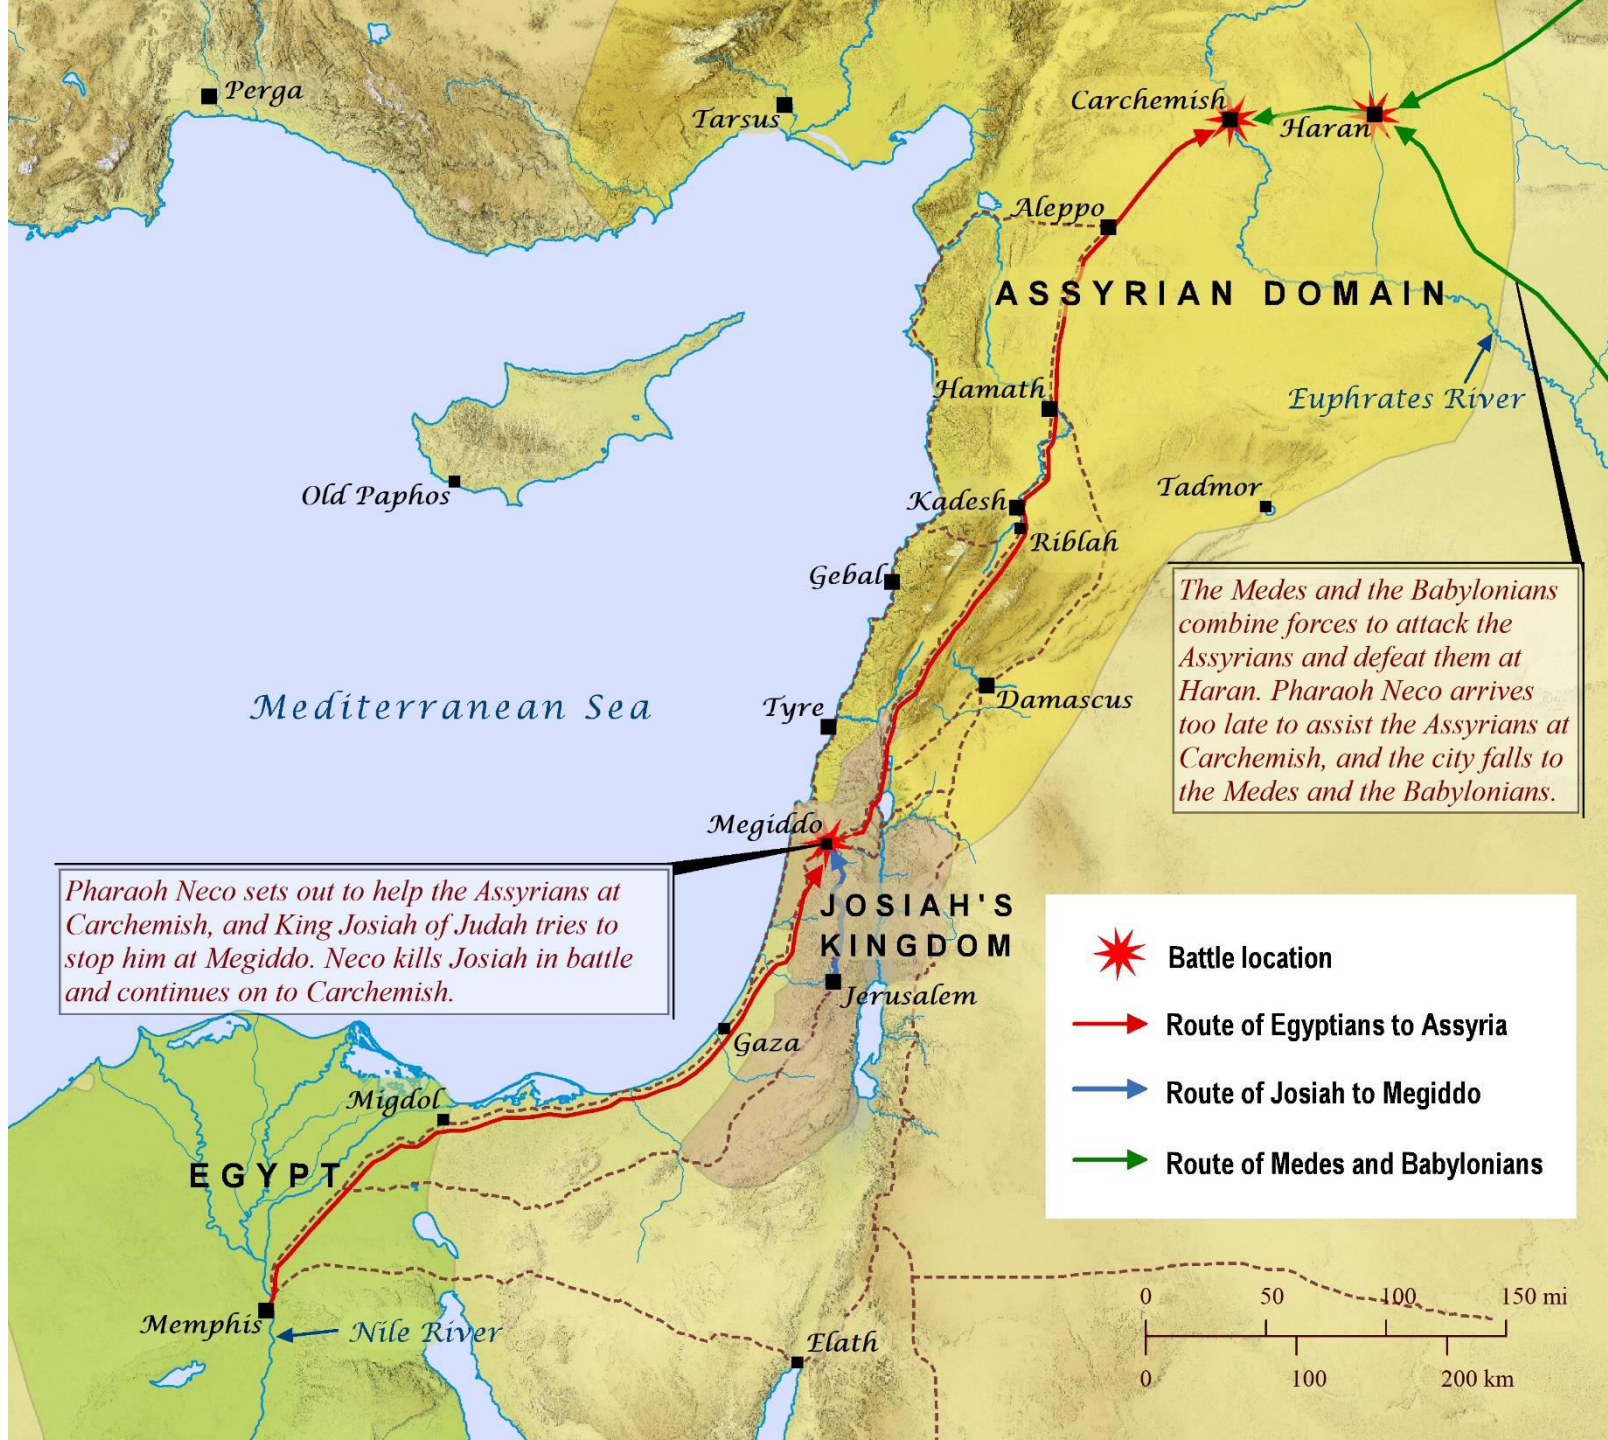 Perga
Tarsus
Carchemish
Haran
Aleppo
ASSYRIAN DOMAIN
Hamath
Euphrates River
Old Paphos
Kadesh
Tadmor
Riblah
Gebal
The Medes and the Babylonians
combine forces to attack the
Assyrians and defeat them at
Haran. Pharaoh Neco arrives
too late to assist the Assyrians at
Carchemish, and the city falls to
the Medes and the Babylonians.
Mediterranean Sea
Tyre
Damascus
Megiddo
Pharaoh Neco sets out to help the Assyrians at
Carchemish, and King Josiah of Judah tries to
stop him at Megiddo. Neco kills Josiah in battle
and continues on to Carchemish.
JOSIAH'S
KINGDOM
Jerusalem
Gaza
Migdol
EGYPT
Memphis
Nile River
Elath
Battle location
Route of Egyptians to Assyria
Route of Josiah to Megiddo
Route of Medes and Babylonians
0 50 100 150 mi
0 100 200 km